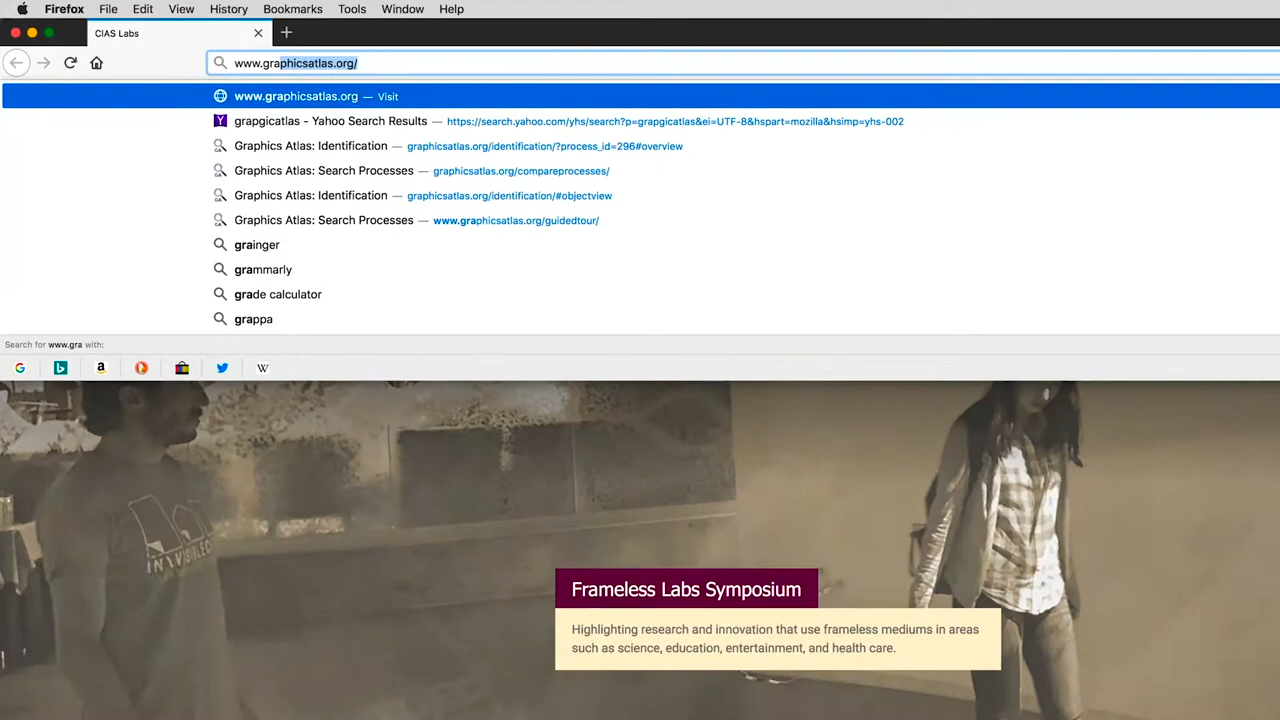 Firefox File Edit View History Bookmarks Tools Window Help
CIAS Labs
www.graphicsatlas.org/
www.graphicsatlas.org — Visit
grapgicatlas - Yahoo Search Results — https://search.yahoo.com/yhs/search?p=grapgicatlas&ei=UTF-8&hspart=mozilla&hsimp=yhs-002
Graphics Atlas: Identification — graphicsatlas.org/identification/?process_id=296#overview
Graphics Atlas: Search Processes — graphicsatlas.org/compareprocesses/
Graphics Atlas: Identification — graphicsatlas.org/identification/#objectview
Graphics Atlas: Search Processes — www.graphicsatlas.org/guidedtour/
grainger
grammarly
grade calculator
grappa
Search for www.gra with:
Frameless Labs Symposium
Highlighting research and innovation that use frameless mediums in areas
such as science, education, entertainment, and health care.